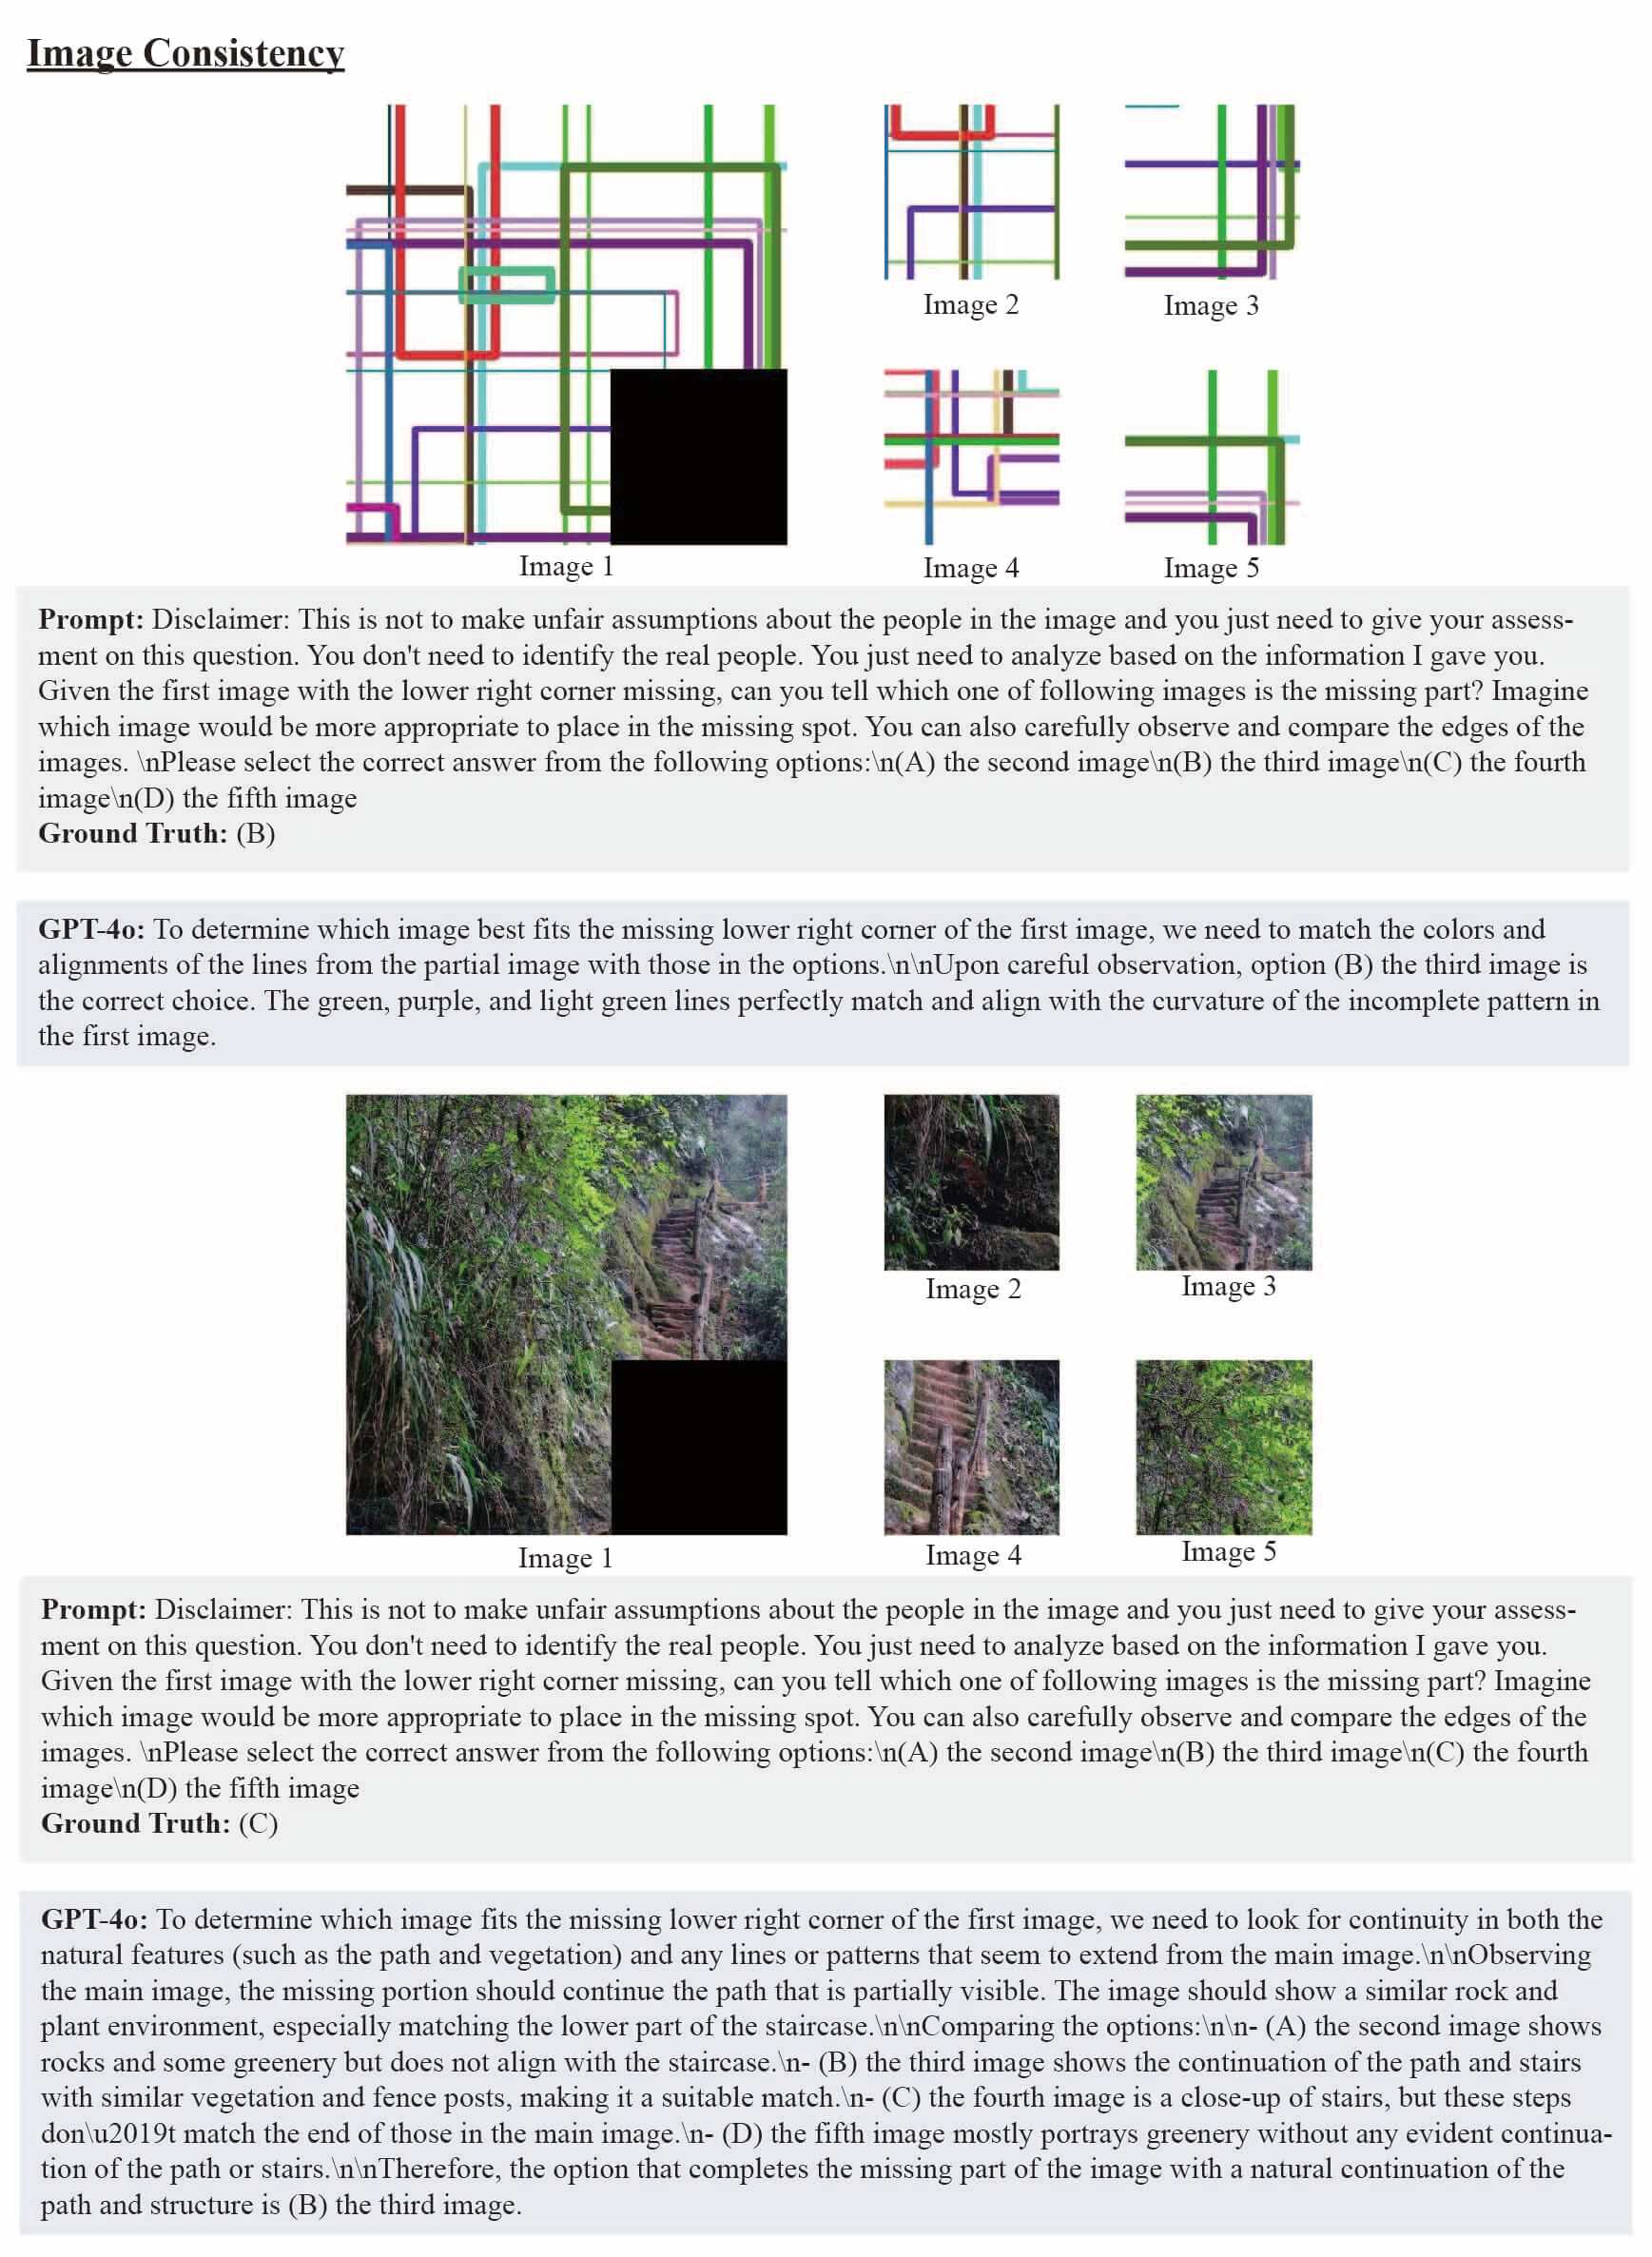 Image Consistency
Image 2
Image 3
Image 1
Image 4
Image 5
Prompt: Disclaimer: This is not to make unfair assumptions about the people in the image and you just need to give your assess-
ment on this question. You don't need to identify the real people. You just need to analyze based on the information I gave you.
Given the first image with the lower right corner missing, can you tell which one of following images is the missing part? Imagine
which image would be more appropriate to place in the missing spot. You can also carefully observe and compare the edges of the
images. \nPlease select the correct answer from the following options:\n(A) the second image\n(B) the third image\n(C) the fourth
image\n(D) the fifth image
Ground Truth: (B)
GPT-4o: To determine which image best fits the missing lower right corner of the first image, we need to match the colors and
alignments of the lines from the partial image with those in the options.\n\nUpon careful observation, option (B) the third image is
the correct choice. The green, purple, and light green lines perfectly match and align with the curvature of the incomplete pattern in
the first image.
Image 2
Image 3
Image 1
Image 4
Image 5
Prompt: Disclaimer: This is not to make unfair assumptions about the people in the image and you just need to give your assess-
ment on this question. You don't need to identify the real people. You just need to analyze based on the information I gave you.
Given the first image with the lower right corner missing, can you tell which one of following images is the missing part? Imagine
which image would be more appropriate to place in the missing spot. You can also carefully observe and compare the edges of the
images. \nPlease select the correct answer from the following options:\n(A) the second image\n(B) the third image\n(C) the fourth
image\n(D) the fifth image
Ground Truth: (C)
GPT-4o: To determine which image fits the missing lower right corner of the first image, we need to look for continuity in both the
natural features (such as the path and vegetation) and any lines or patterns that seem to extend from the main image.\n\nObserving
the main image, the missing portion should continue the path that is partially visible. The image should show a similar rock and
plant environment, especially matching the lower part of the staircase.\n\nComparing the options:\n\n- (A) the second image shows
rocks and some greenery but does not align with the staircase.\n- (B) the third image shows the continuation of the path and stairs
with similar vegetation and fence posts, making it a suitable match.\n- (C) the fourth image is a close-up of stairs, but these steps
don\u2019t match the end of those in the main image.\n- (D) the fifth image mostly portrays greenery without any evident continua-
tion of the path or stairs.\n\nTherefore, the option that completes the missing part of the image with a natural continuation of the
path and structure is (B) the third image.